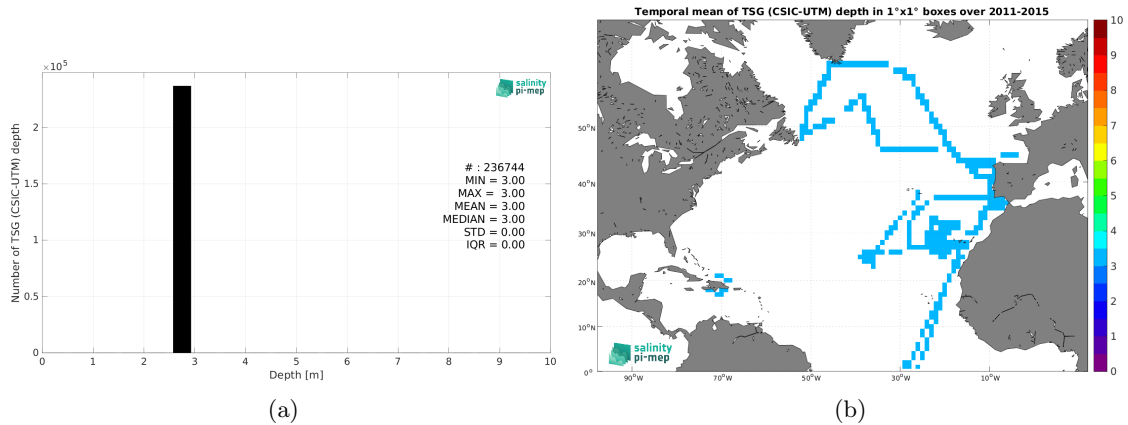 ×10⁵
2
1.5
1
0.5
0
Number of TSG (CSIC-UTM) depth
salinity
pi-mep
# : 236744
MIN = 3.00
MAX = 3.00
MEAN = 3.00
MEDIAN = 3.00
STD = 0.00
IQR = 0.00
0 1 2 3 4 5 6 7 8 9 10
Depth [m]
(a)
Temporal mean of TSG (CSIC-UTM) depth in 1°x1° boxes over 2011-2015
50°N
40°N
30°N
20°N
10°N
0°
salinity
pi-mep
90°W 70°W 50°W 30°W 10°W
10
9
8
7
6
5
4
3
2
1
0
(b)